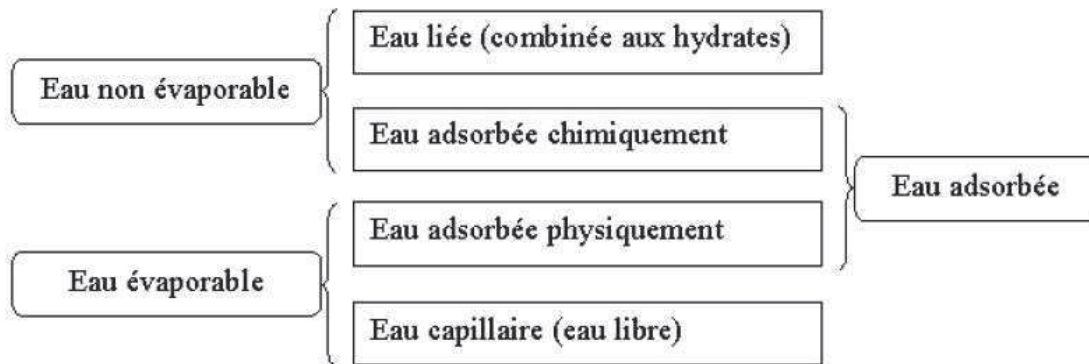 Eau liée (combinée aux hydrates)
Eau non évaporable
Eau adsorbée chimiquement
Eau adsorbée
Eau adsorbée physiquement
Eau évaporable
Eau capillaire (eau libre)